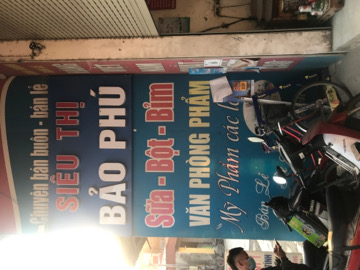 Chuyên bán buôn - bán lẻ
SIÊU THỊ
BẢO PHÚ
Sữa - Bột - Bỉm
VĂN PHÒNG PHẨM
Mỹ Phẩm các